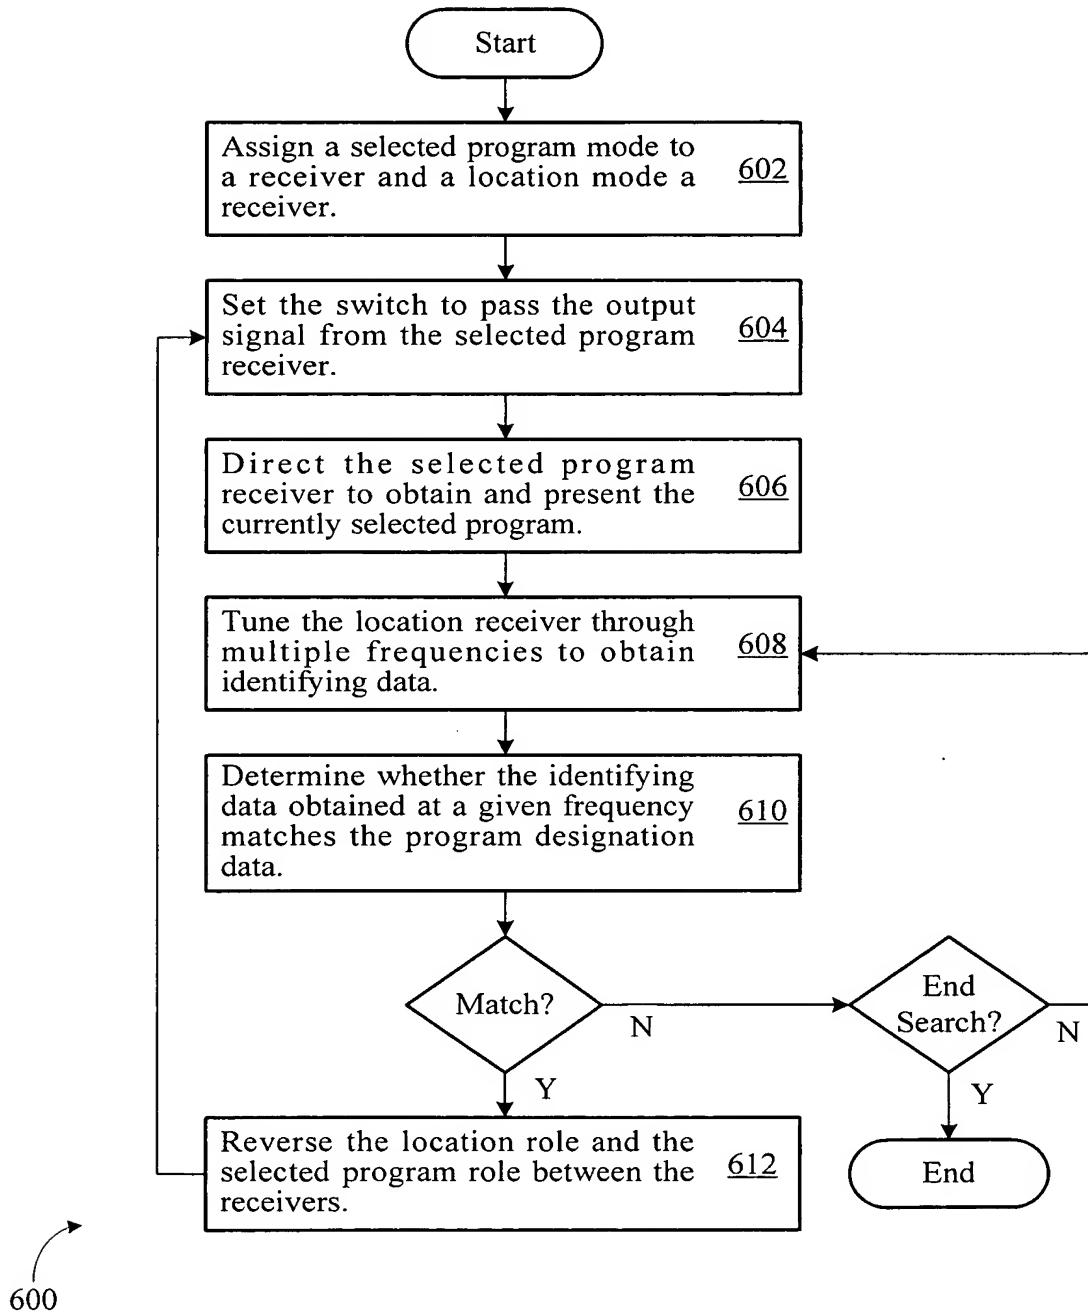 Start
Assign a selected program mode to
a receiver and a location mode a
receiver.
602
Set the switch to pass the output
signal from the selected program
receiver.
604
Direct the selected program
receiver to obtain and present the
currently selected program.
606
Tune the location receiver through
multiple frequencies to obtain
identifying data.
608
Determine whether the identifying
data obtained at a given frequency
matches the program designation
data.
610
Match?
N
End
Search?
N
Y
Y
Reverse the location role and the
selected program role between the
receivers.
612
End
600